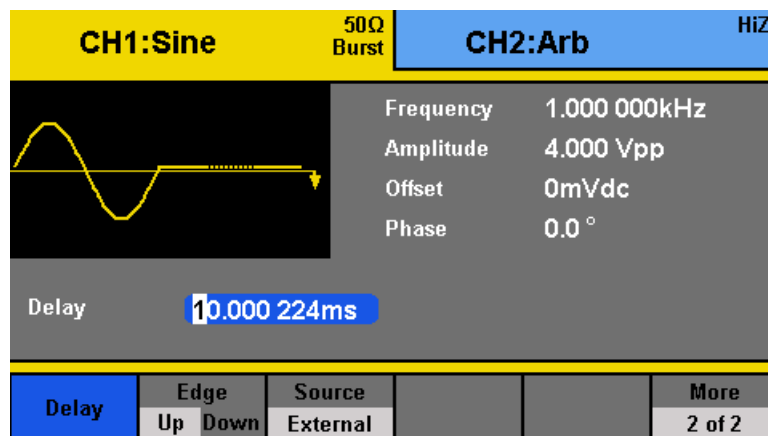 CH1:Sine
50Ω
Burst
CH2:Arb
HiZ
Frequency 1.000 000kHz
Amplitude 4.000 Vpp
Offset 0mVdc
Phase 0.0 °
Delay 10.000 224ms
Delay
Edge
Up Down
Source
External
More
2 of 2